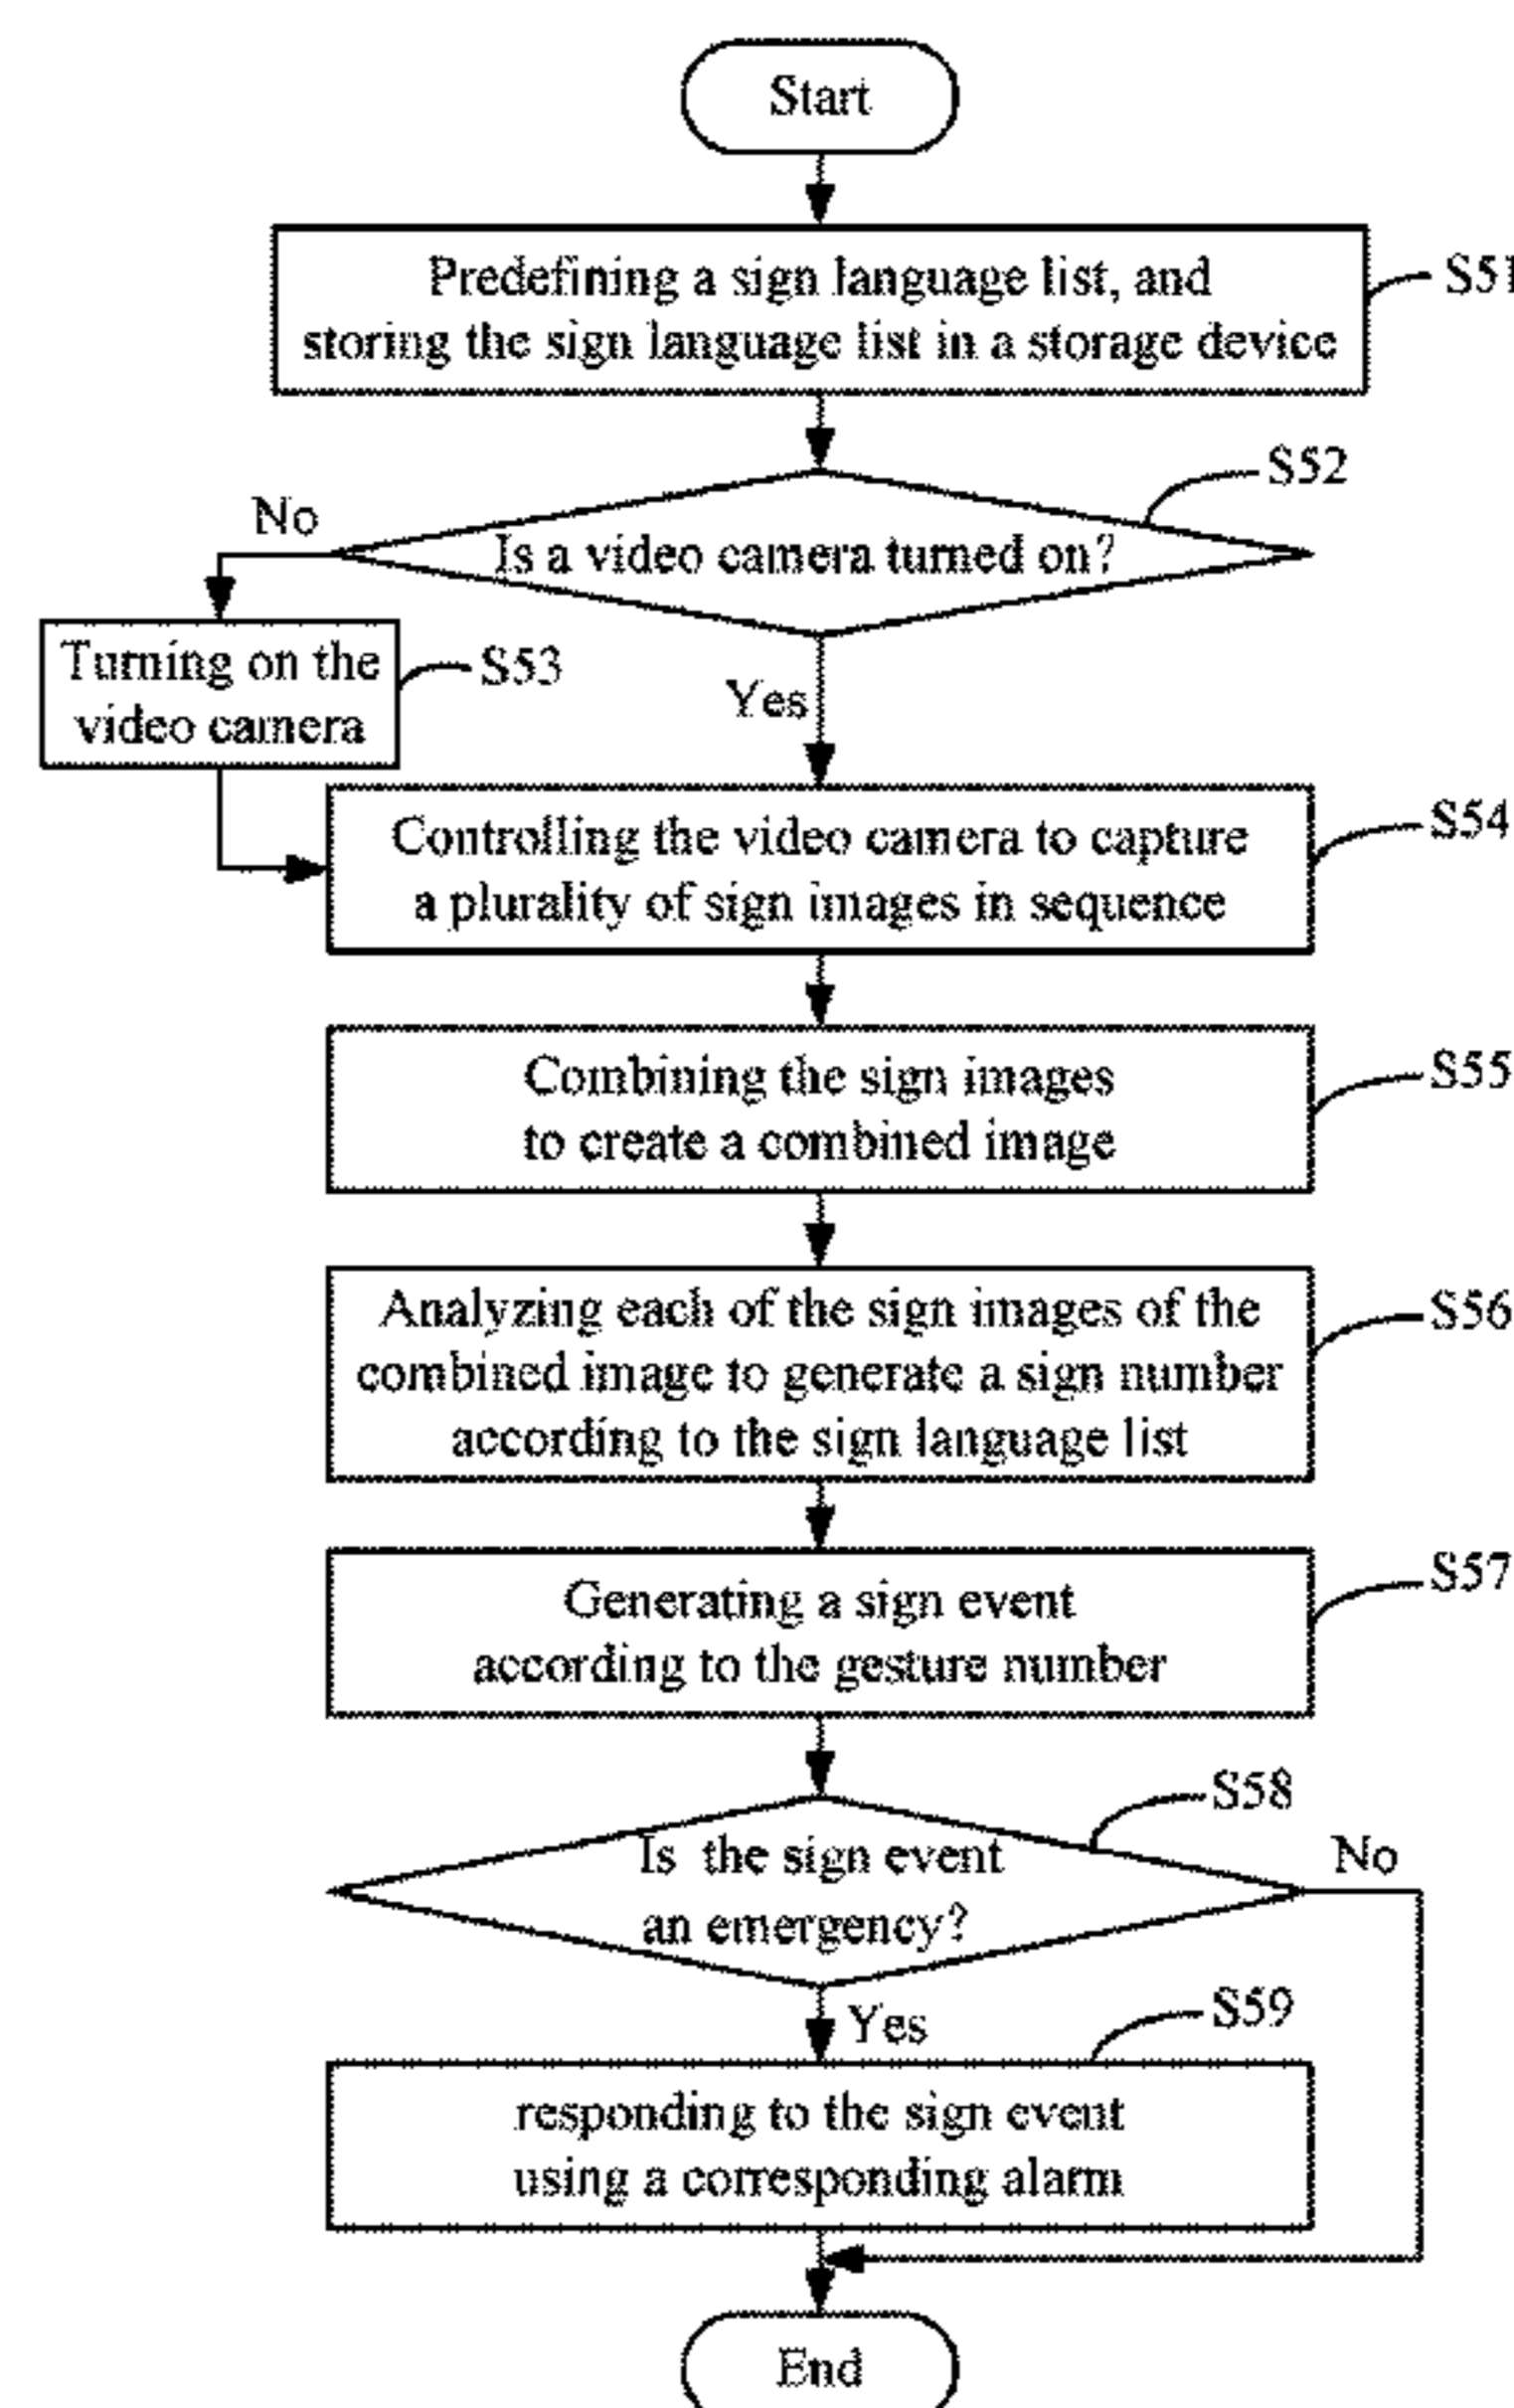 Start
Predefining a sign language list, and
storing the sign language list in a storage device
S51
S52
No
Is a video camera turned on?
Turning on the
video camera
S53
Yes
Controlling the video camera to capture
a plurality of sign images in sequence
S54
Combining the sign images
to create a combined image
S55
Analyzing each of the sign images of the
combined image to generate a sign number
according to the sign language list
S56
Generating a sign event
according to the gesture number
S57
S58
Is the sign event
an emergency?
No
Yes
S59
responding to the sign event
using a corresponding alarm
End